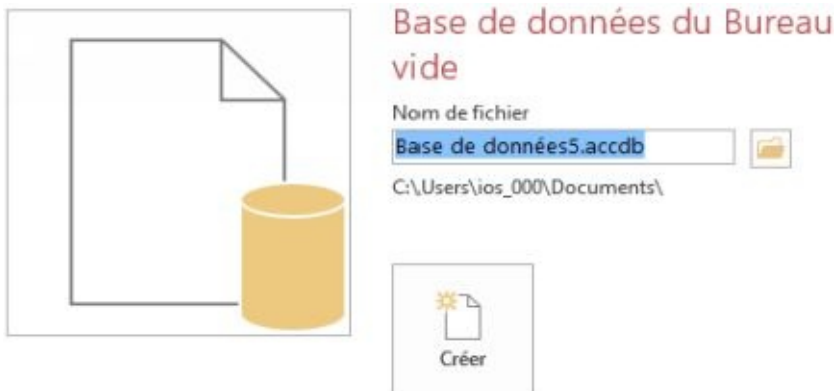 Base de données du Bureau
vide
Nom de fichier
Base de données5.accdb
C:\Users\ios_000\Documents\
Créer